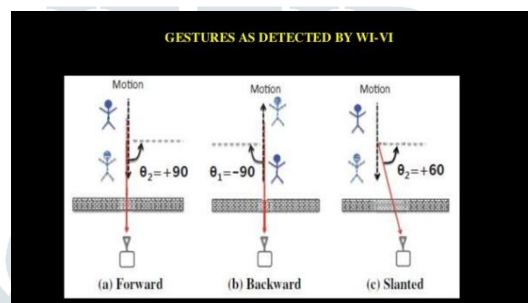 GESTURES AS DETECTED BY WI-VI
Motion
θ₂=+90
(a) Forward
Motion
θ₁=-90
(b) Backward
Motion
θ₂=+60
(c) Slanted